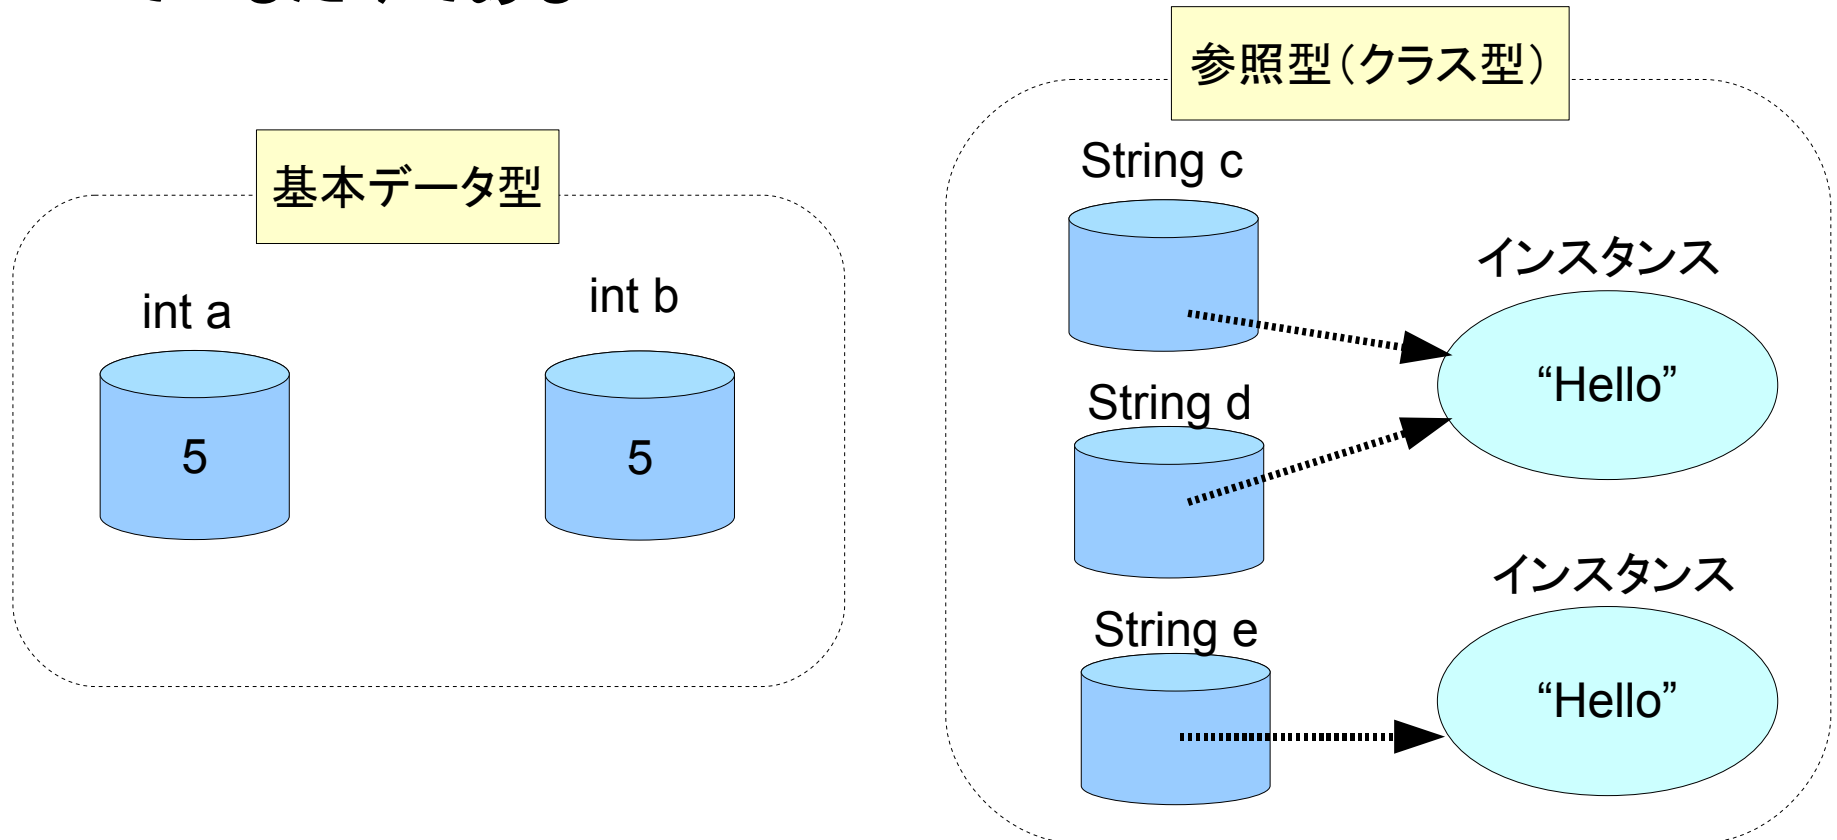 基本データ型
int a
int b
5
5
参照型(クラス型)
String c
インスタンス
“Hello”
String d
String e
インスタンス
“Hello”